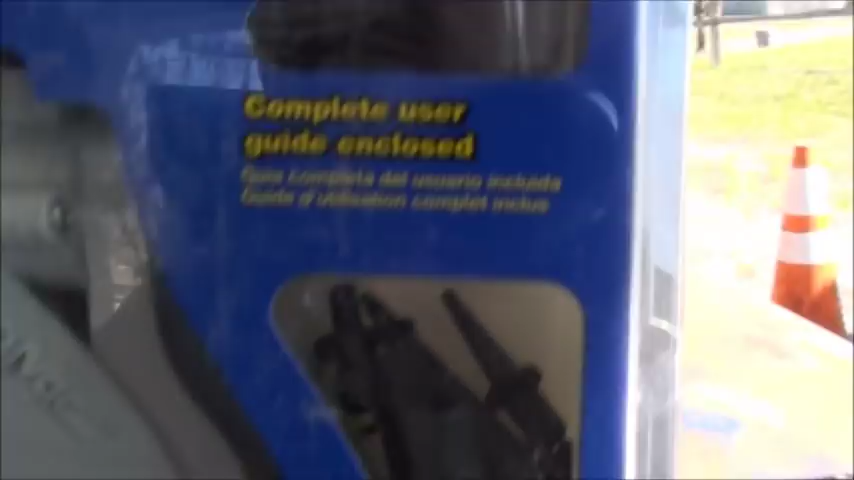 Complete user
guide enclosed
Guía completa del usuario incluida
Guide d'utilisation complet inclus